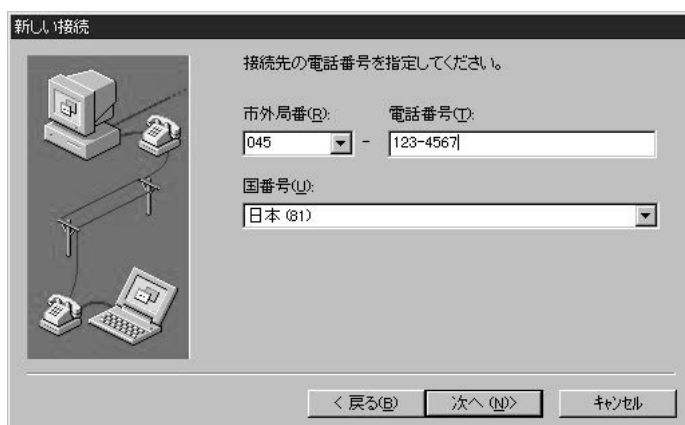 新しい接続
接続先の電話番号を指定してください。
市外局番(R): 電話番号(T):
045 - 123-4567
国番号(U):
日本 (81)
< 戻る(B) 次へ (N)> キャンセル